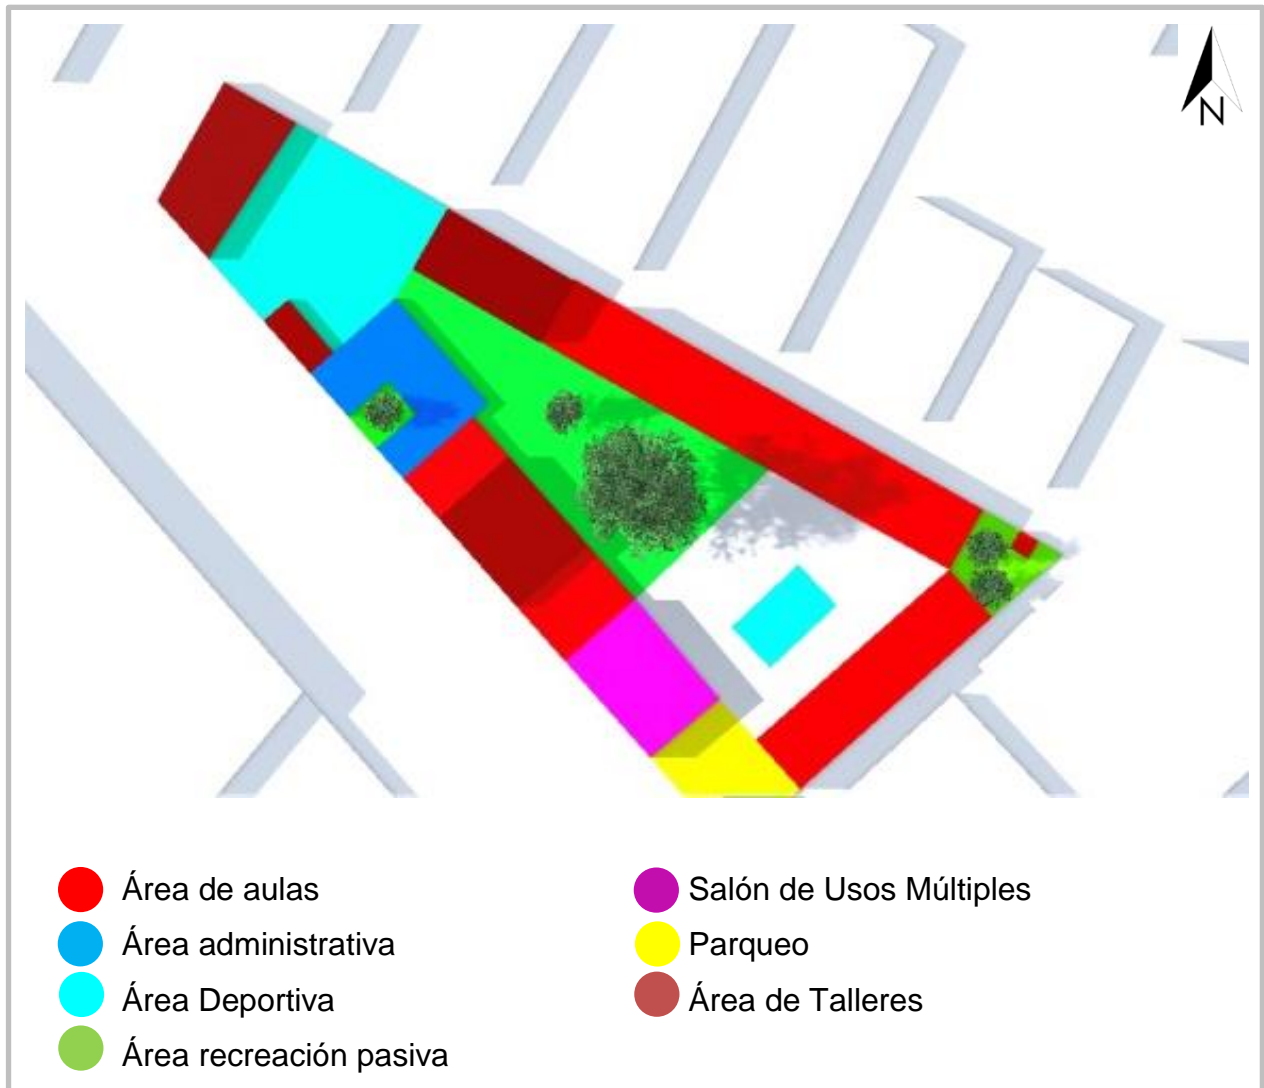 N
Área de aulas
Área administrativa
Área Deportiva
Área recreación pasiva
Salón de Usos Múltiples
Parqueo
Área de Talleres